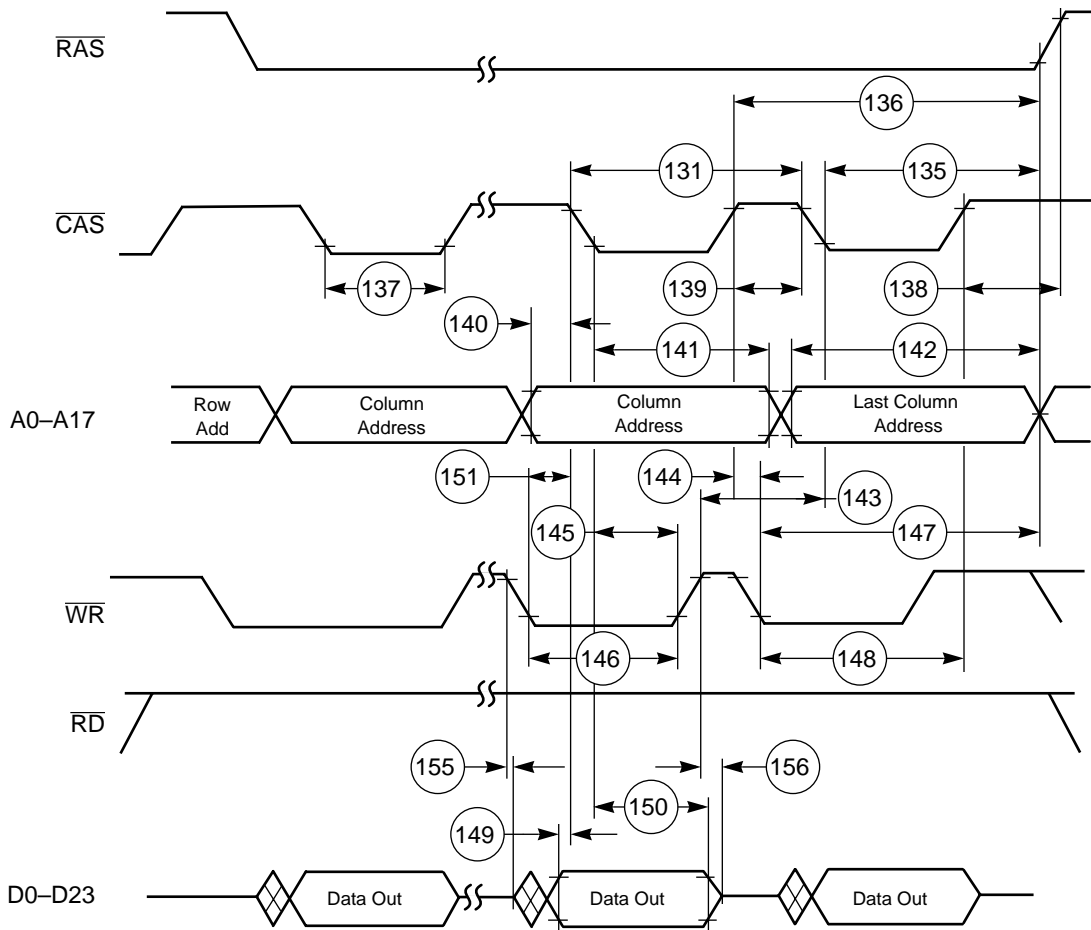 RAS
136
131
135
CAS
137
139
138
140
141
142
A0–A17
Row
Add
Column
Address
Column
Address
Last Column
Address
151
144
143
145
147
WR
146
148
RD
155
156
150
149
D0–D23
Data Out
Data Out
Data Out